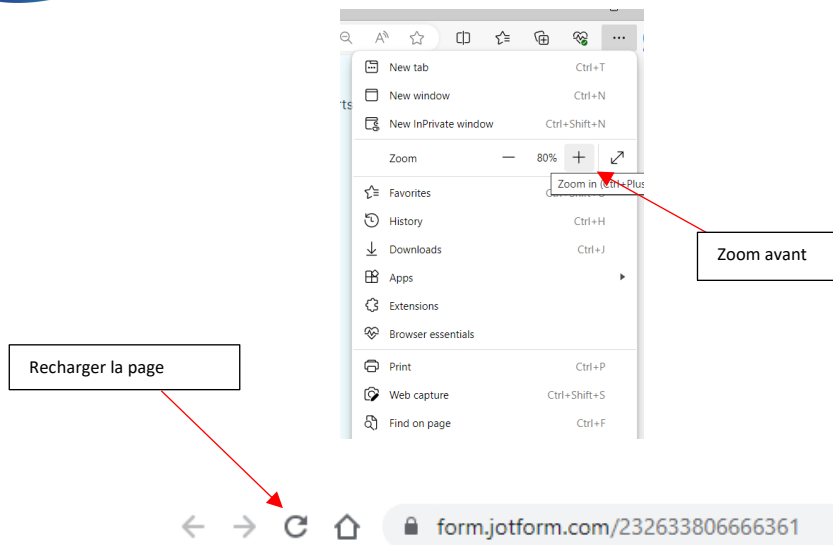 New tab Ctrl+T
New window Ctrl+N
New InPrivate window Ctrl+Shift+N
Zoom 80%
Zoom in (Ctrl+Plus
Favorites
History Ctrl+H
Downloads Ctrl+J
Zoom avant
Apps
Extensions
Browser essentials
Recharger la page
Print Ctrl+P
Web capture Ctrl+Shift+S
Find on page Ctrl+F
form.jotform.com/232633806666361